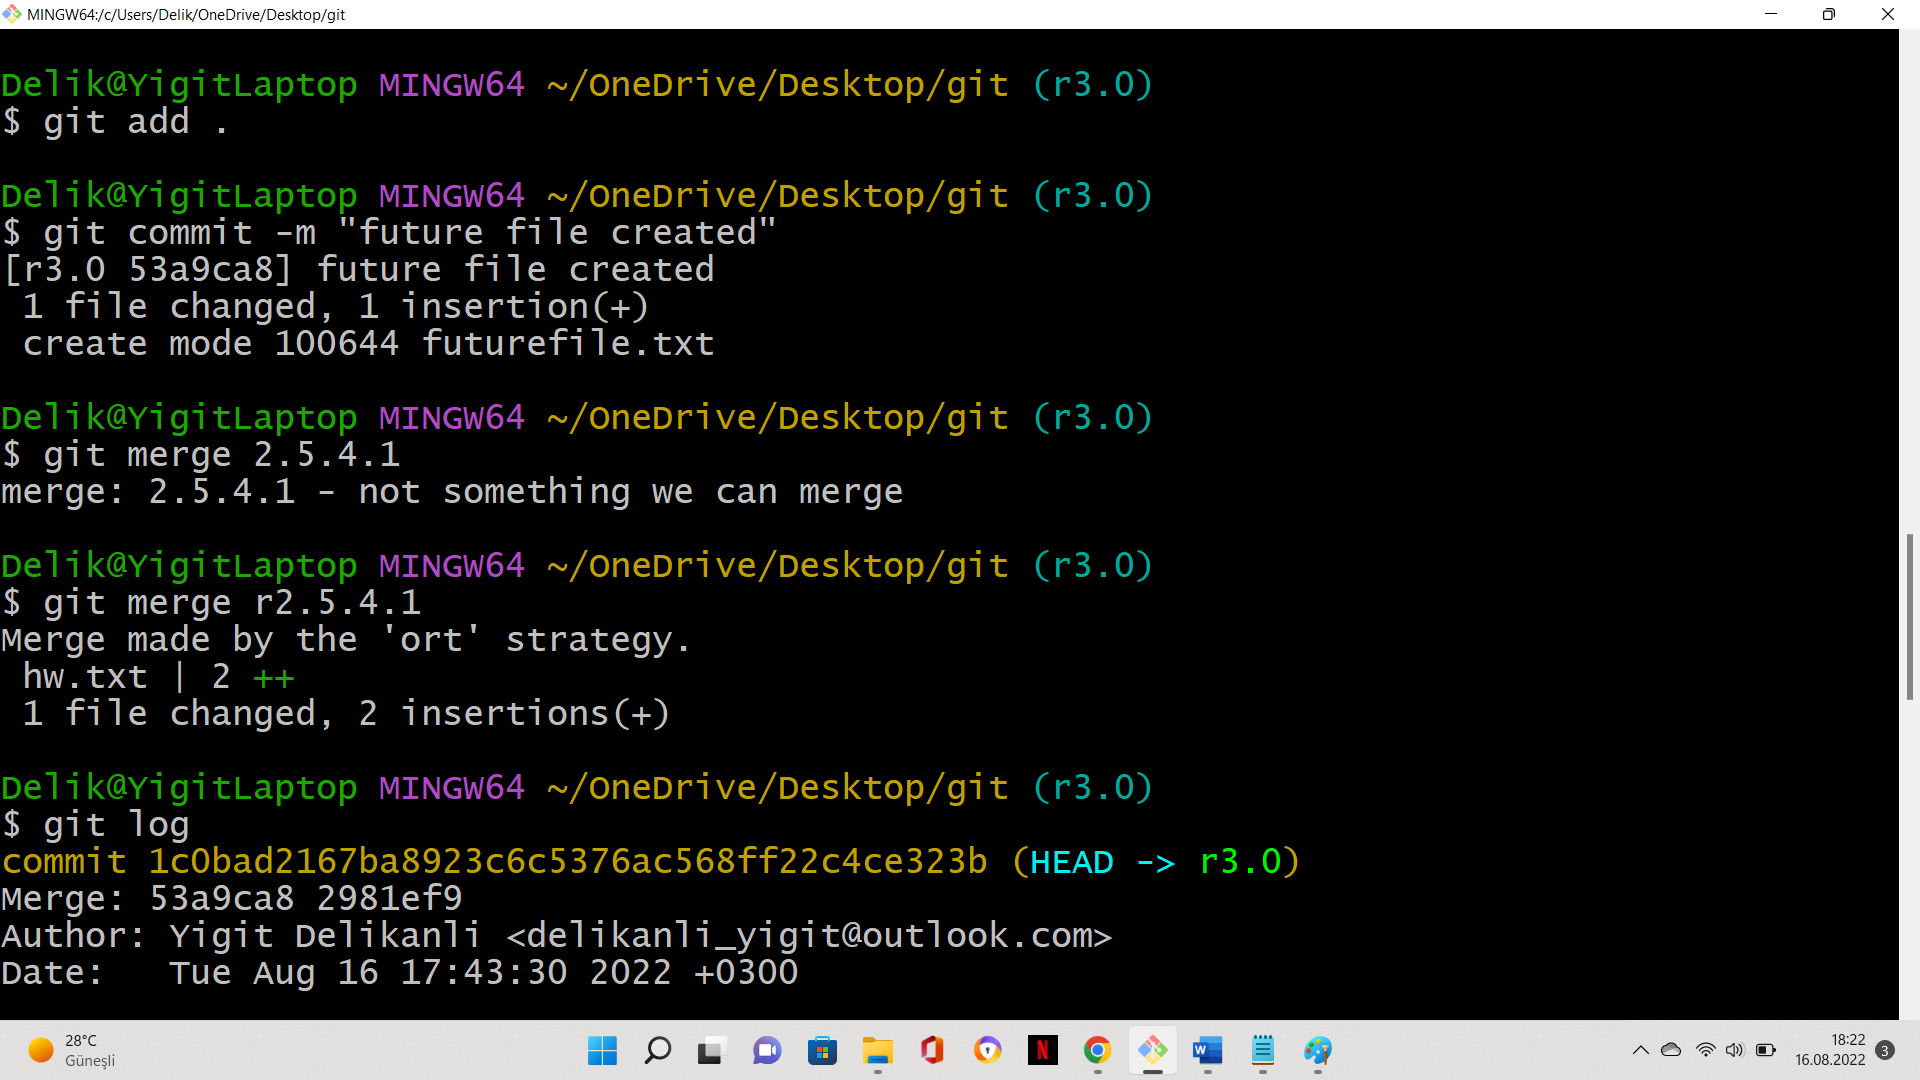 MINGW64:/c/Users/Delik/OneDrive/Desktop/git
Delik@YigitLaptop MINGW64 ~/OneDrive/Desktop/git (r3.0)
$ git add .
Delik@YigitLaptop MINGW64 ~/OneDrive/Desktop/git (r3.0)
$ git commit -m "future file created"
[r3.0 53a9ca8] future file created
 1 file changed, 1 insertion(+)
 create mode 100644 futurefile.txt
Delik@YigitLaptop MINGW64 ~/OneDrive/Desktop/git (r3.0)
$ git merge 2.5.4.1
merge: 2.5.4.1 - not something we can merge
Delik@YigitLaptop MINGW64 ~/OneDrive/Desktop/git (r3.0)
$ git merge r2.5.4.1
Merge made by the 'ort' strategy.
 hw.txt | 2 ++
 1 file changed, 2 insertions(+)
Delik@YigitLaptop MINGW64 ~/OneDrive/Desktop/git (r3.0)
$ git log
commit 1c0bad2167ba8923c6c5376ac568ff22c4ce323b (HEAD -> r3.0)
Merge: 53a9ca8 2981ef9
Author: Yigit Delikanli <delikanli_yigit@outlook.com>
Date:   Tue Aug 16 17:43:30 2022 +0300
28°C
Güneşli
N
W
18:22
16.08.2022
3